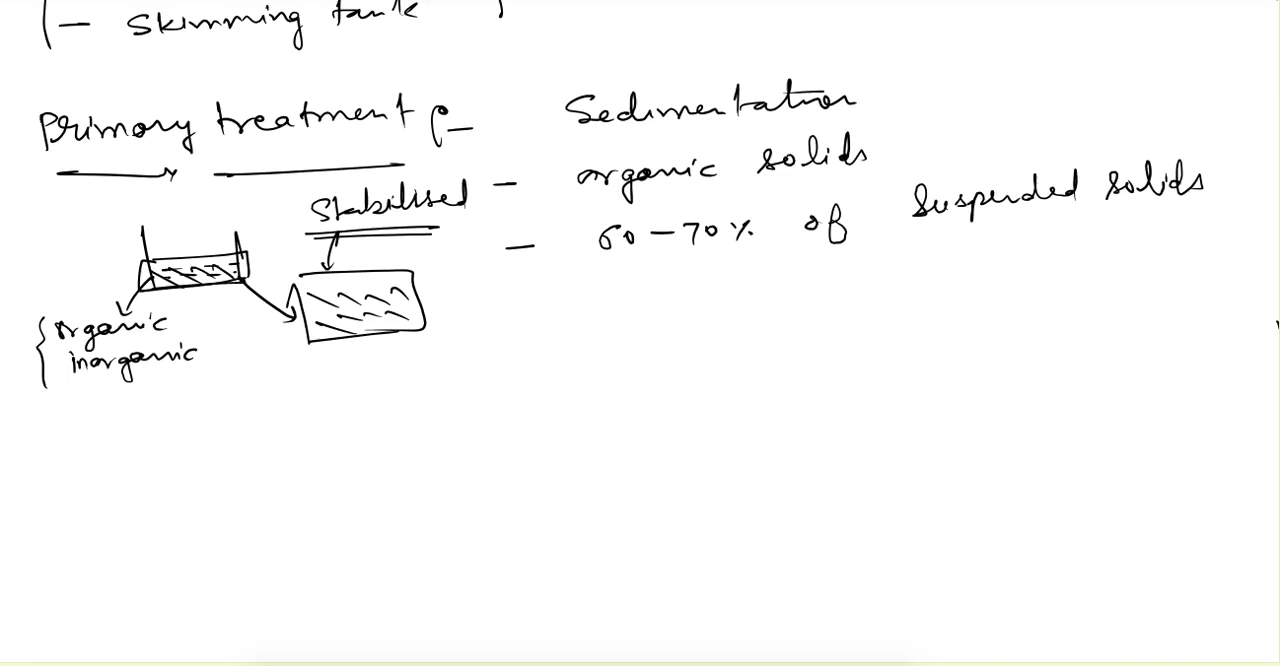 - Skimming tank
Primary treatment :- Sedimentation
- organic solids
Stabilised
- 60-70% of suspended solids
organic
inorganic